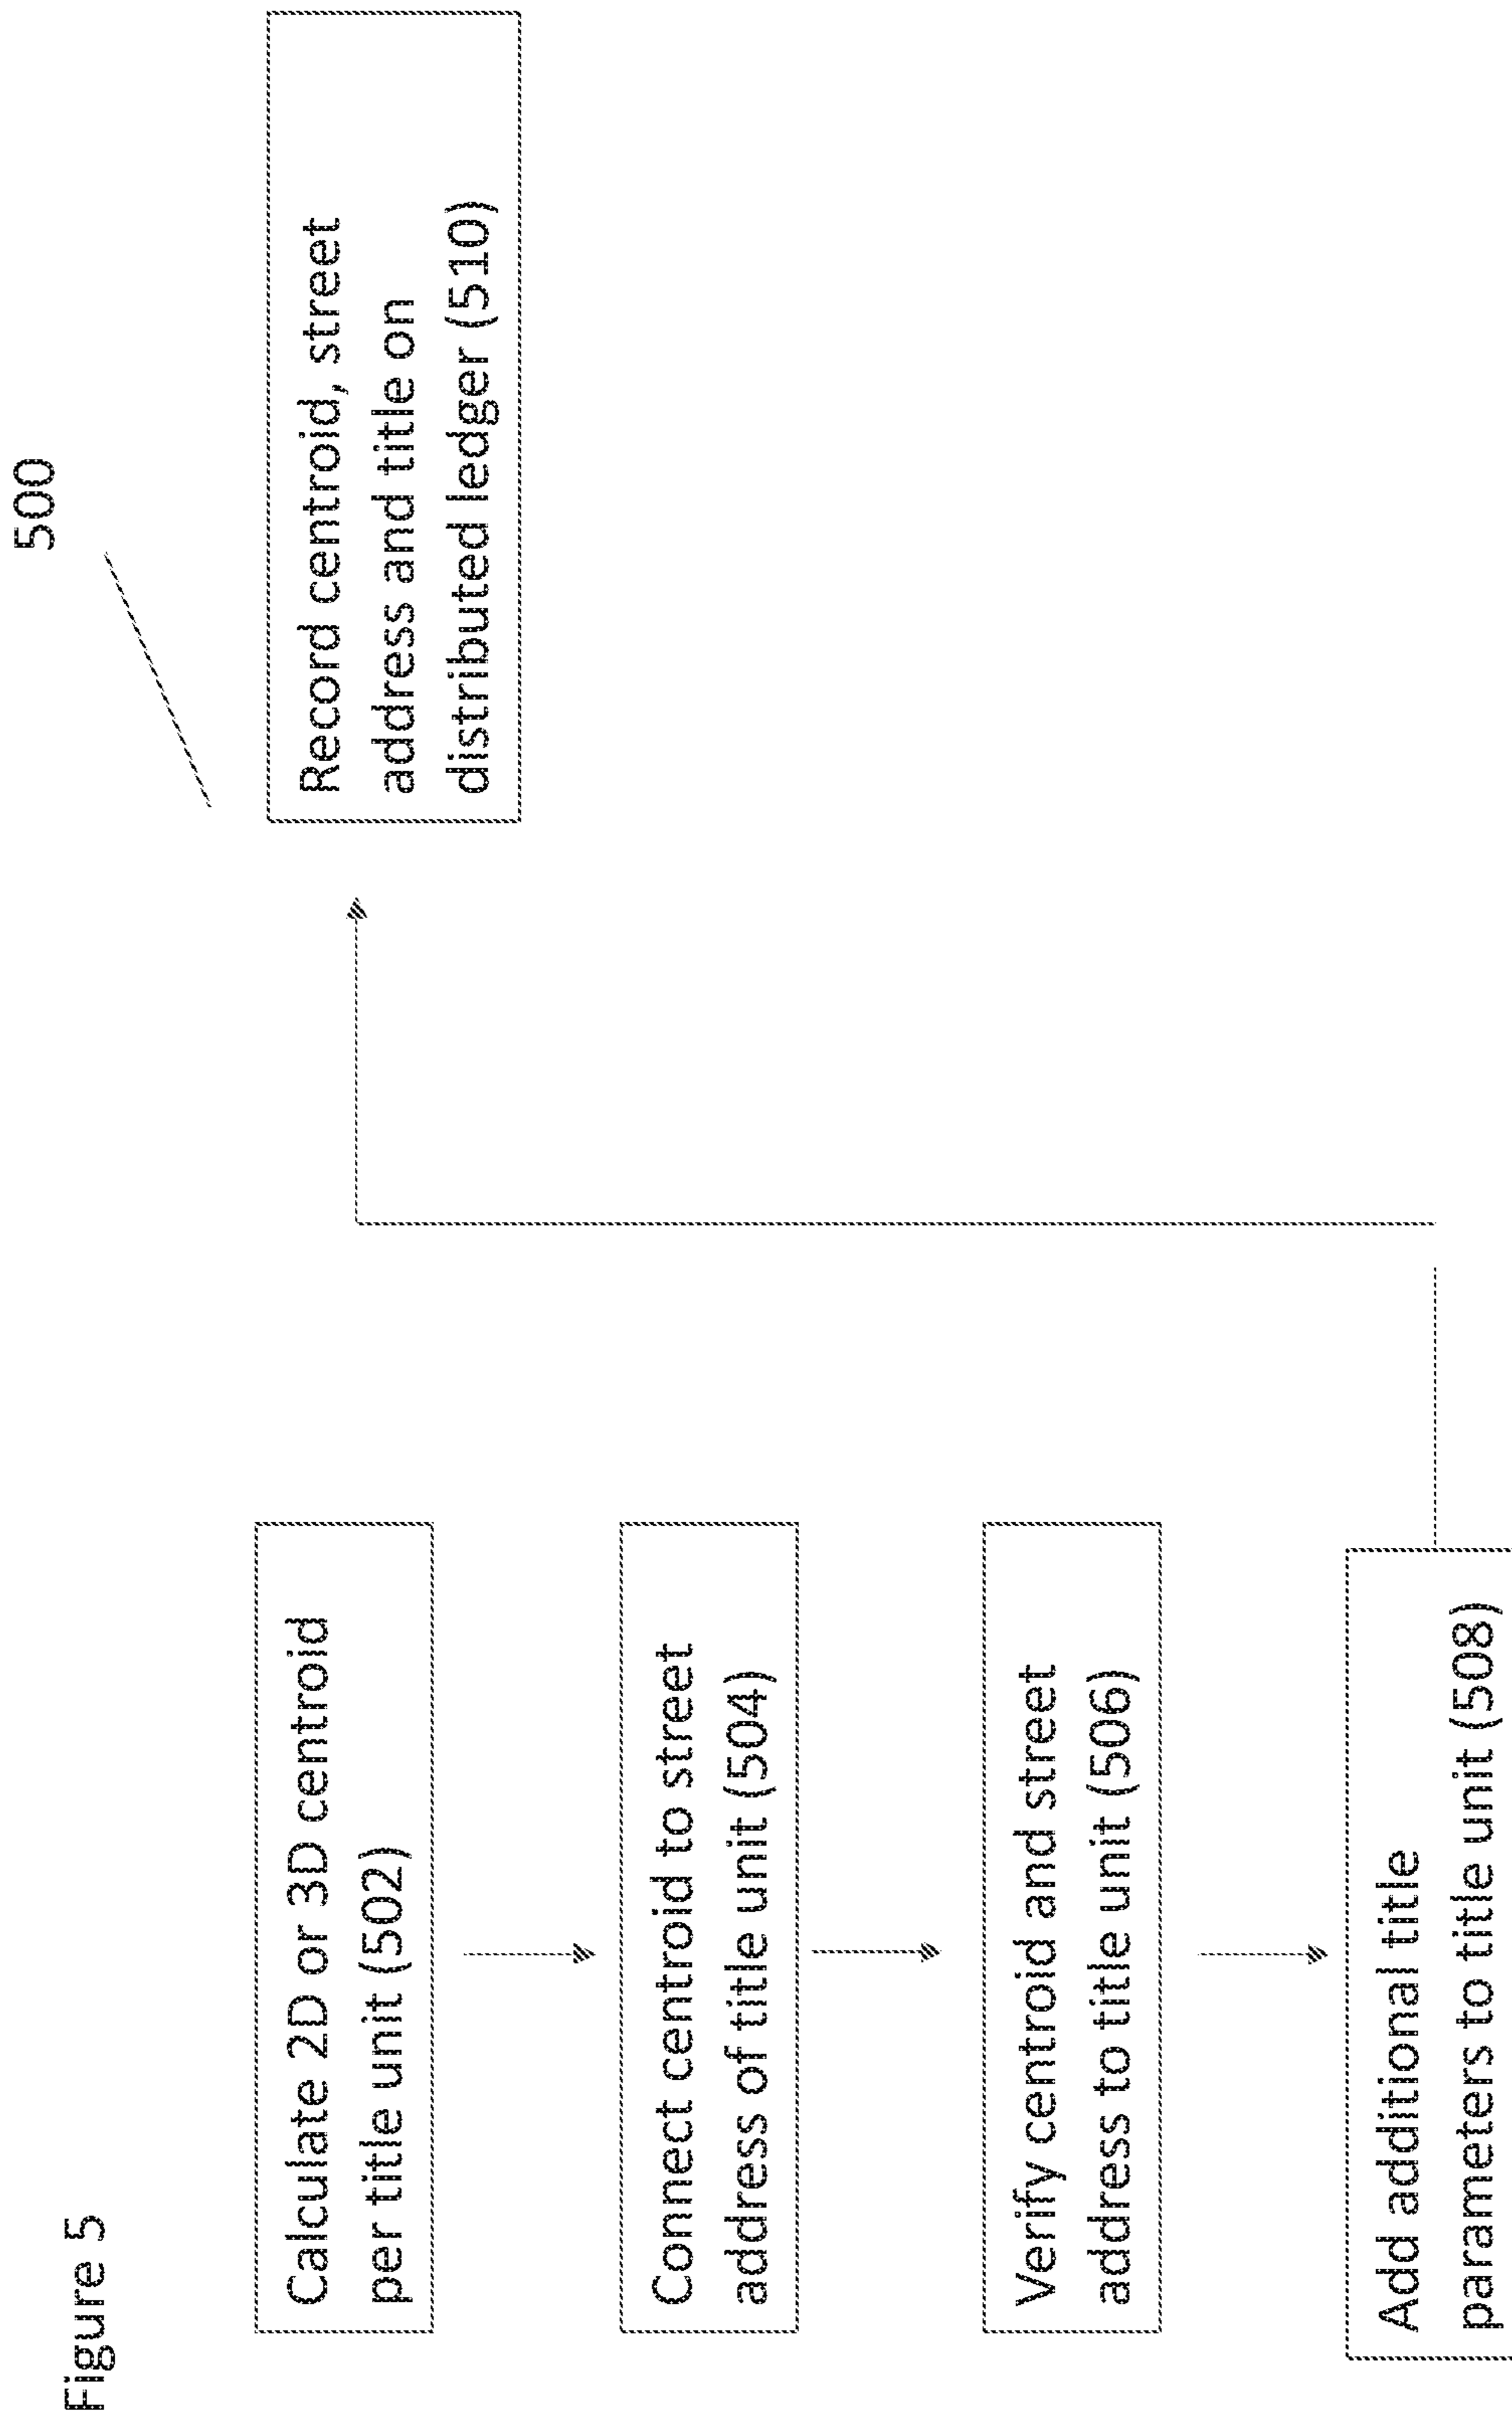 Figure 5
500
Calculate 2D or 3D centroid
per title unit (502)
Connect centroid to street
address of title unit (504)
Verify centroid and street
address to title unit (506)
Add additional title
parameters to title unit (508)
Record centroid, street
address and title on
distributed ledger (510)